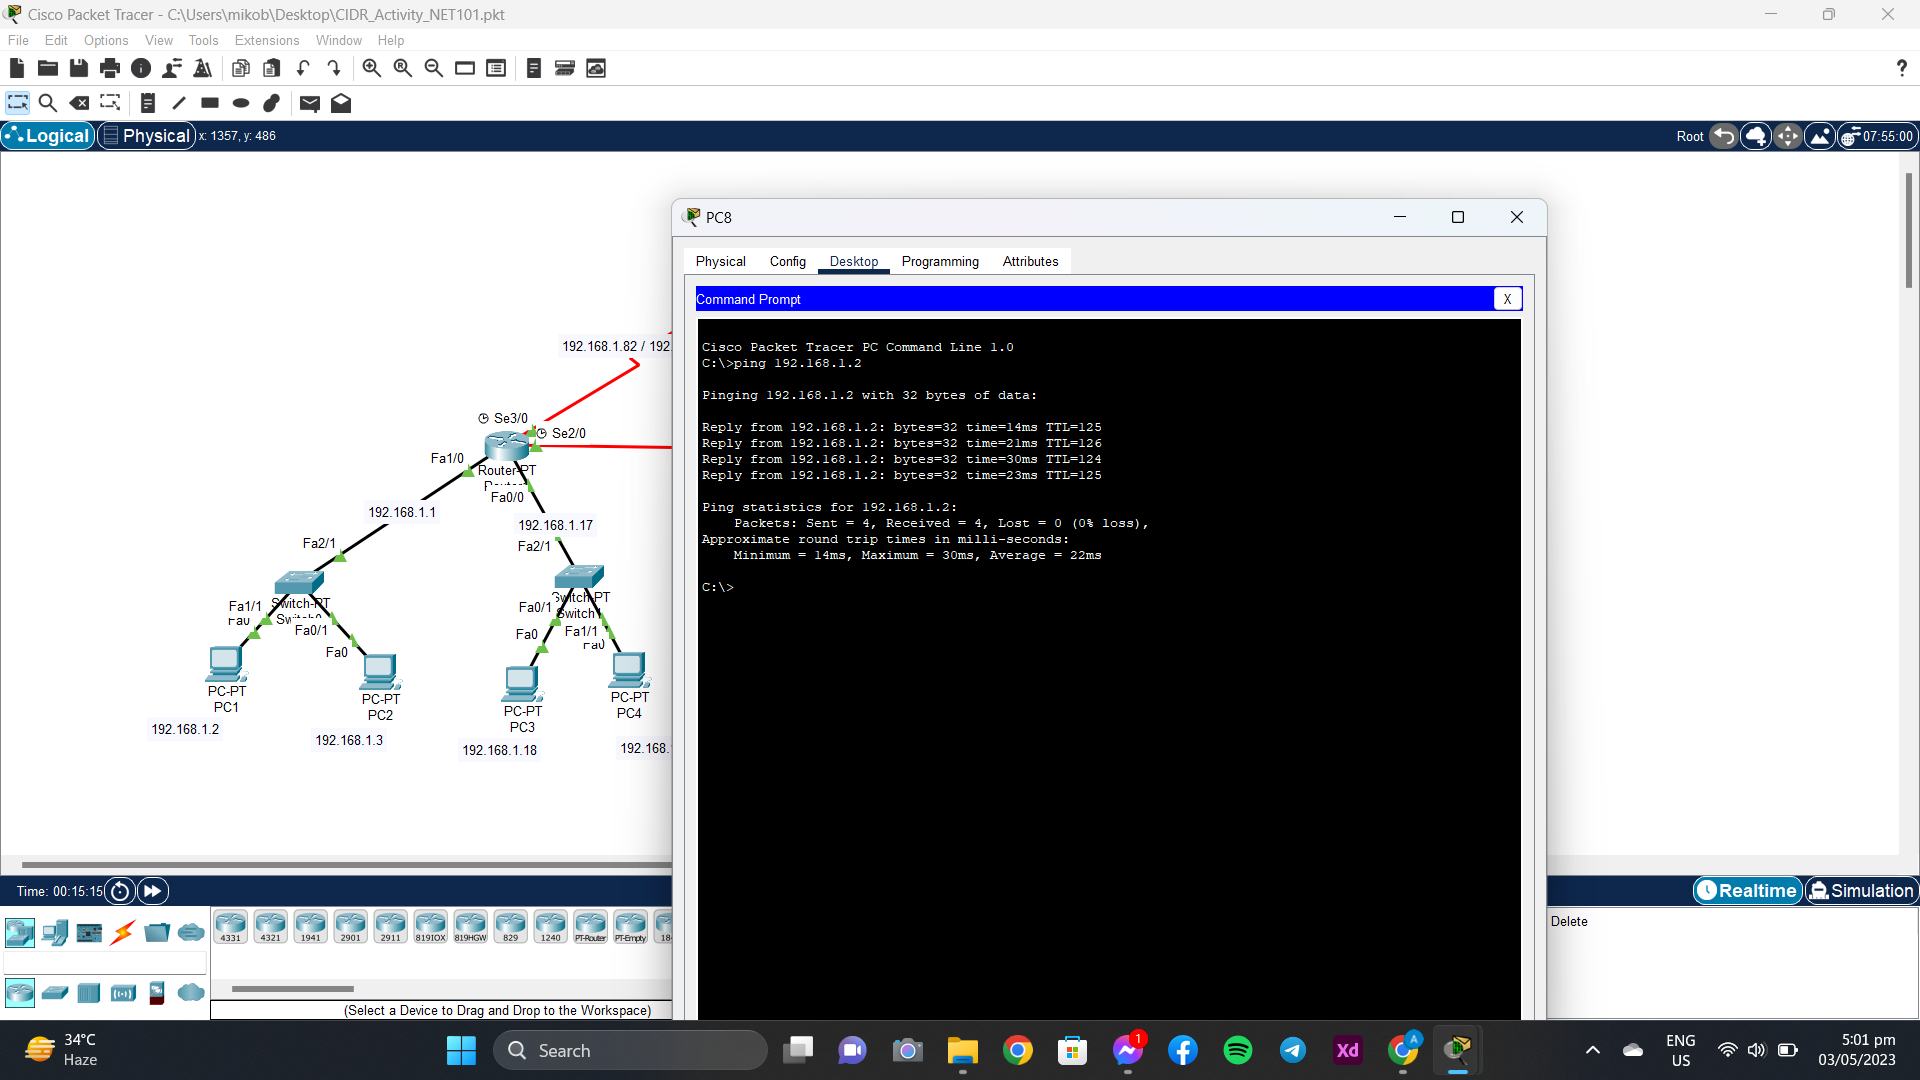 Cisco Packet Tracer - C:\Users\mikob\Desktop\CIDR_Activity_NET101.pkt
File Edit Options View Tools Extensions Window Help
?
Logical Physical x: 1357, y: 486
Root 07:55:00
PC8
Physical Config Desktop Programming Attributes
Command Prompt X
Cisco Packet Tracer PC Command Line 1.0
C:\>ping 192.168.1.2
Pinging 192.168.1.2 with 32 bytes of data:
Reply from 192.168.1.2: bytes=32 time=14ms TTL=125
Reply from 192.168.1.2: bytes=32 time=21ms TTL=126
Reply from 192.168.1.2: bytes=32 time=30ms TTL=124
Reply from 192.168.1.2: bytes=32 time=23ms TTL=125
Ping statistics for 192.168.1.2:
Packets: Sent = 4, Received = 4, Lost = 0 (0% loss),
Approximate round trip times in milli-seconds:
Minimum = 14ms, Maximum = 30ms, Average = 22ms
C:\>
192.168.1.82 / 192.
Se3/0
Se2/0
Fa1/0
Router-PT
Fa0/0
192.168.1.1
192.168.1.17
Fa2/1
Fa2/1
Switch-PT
Switch-PT
Switch1
Fa1/1
Fa0
Fa0/1
Fa0
Fa0/1
Fa1/1
Fa0
Fa0
PC-PT
PC1
192.168.1.2
PC-PT
PC2
192.168.1.3
PC-PT
PC3
192.168.1.18
PC-PT
PC4
192.168.
Time: 00:15:15
Realtime Simulation
4331 4321 1941 2901 2911 819IOX 819HGW 829 1240 PT-Router PT-Empty 18
(Select a Device to Drag and Drop to the Workspace)
Delete
34°C
Haze
Search
1
Xd
A
ENG
US
5:01 pm
03/05/2023